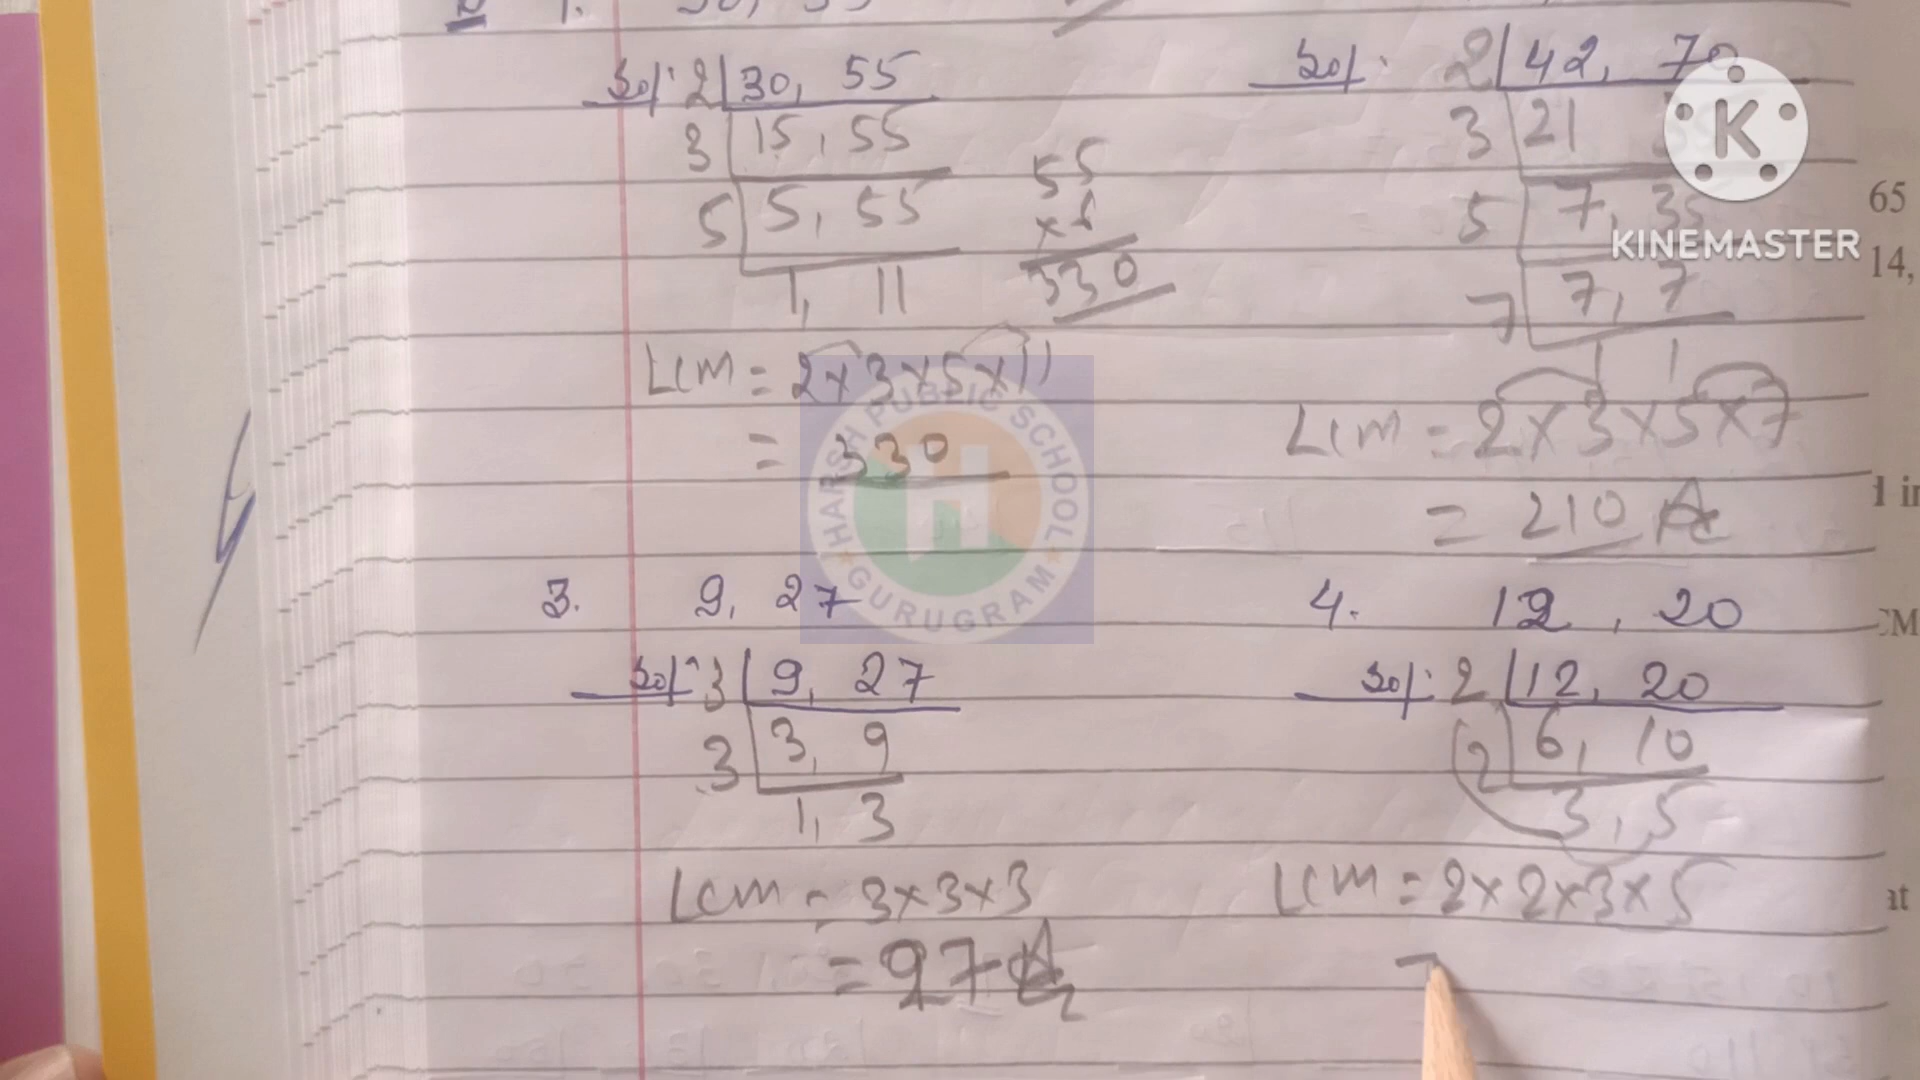 1. 30, 55
Sol: 2 | 30, 55
3 | 15, 55
5 | 5, 55
1, 11
55
× 6
330
LCM = 2×3×5×11
= 330
Sol. 2 | 42, 70
3 | 21
5 | 7, 35
7 | 7, 7
1 1
LCM = 2×3×5×7
= 210 A
3. 9, 27
Sol: 3 | 9, 27
3 | 3, 9
1, 3
LCM = 3×3×3
= 27 A
4. 12, 20
Sol: 2 | 12, 20
2 | 6, 10
3, 5
LCM = 2×2×3×5
KINEMASTER
HARSH PUBLIC SCHOOL
GURUGRAM
65
14,